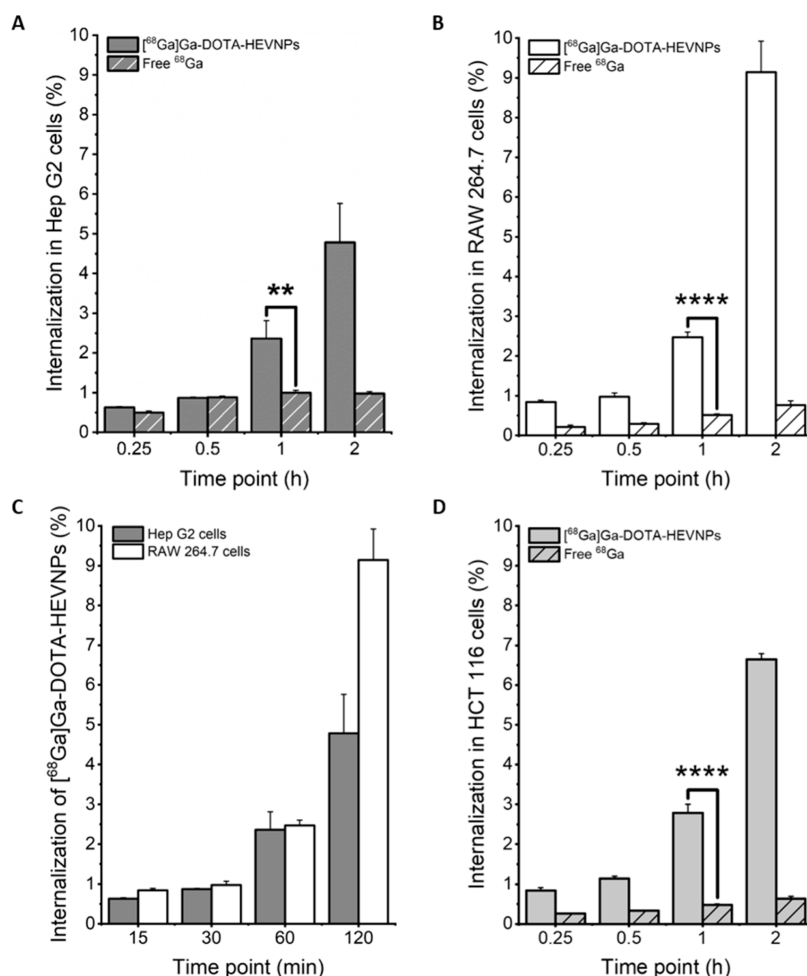 A
Internalization in Hep G2 cells (%)
10
9
8
7
6
5
4
3
2
1
0
[⁶⁸Ga]Ga-DOTA-HEVNPs
Free ⁶⁸Ga
**
0.25 0.5 1 2
Time point (h)
B
Internalization in RAW 264.7 cells (%)
10
9
8
7
6
5
4
3
2
1
0
[⁶⁸Ga]Ga-DOTA-HEVNPs
Free ⁶⁸Ga
****
0.25 0.5 1 2
Time point (h)
C
Internalization of [⁶⁸Ga]Ga-DOTA-HEVNPs (%)
10
9
8
7
6
5
4
3
2
1
0
Hep G2 cells
RAW 264.7 cells
15 30 60 120
Time point (min)
D
Internalization in HCT 116 cells (%)
10
9
8
7
6
5
4
3
2
1
0
[⁶⁸Ga]Ga-DOTA-HEVNPs
Free ⁶⁸Ga
****
0.25 0.5 1 2
Time point (h)